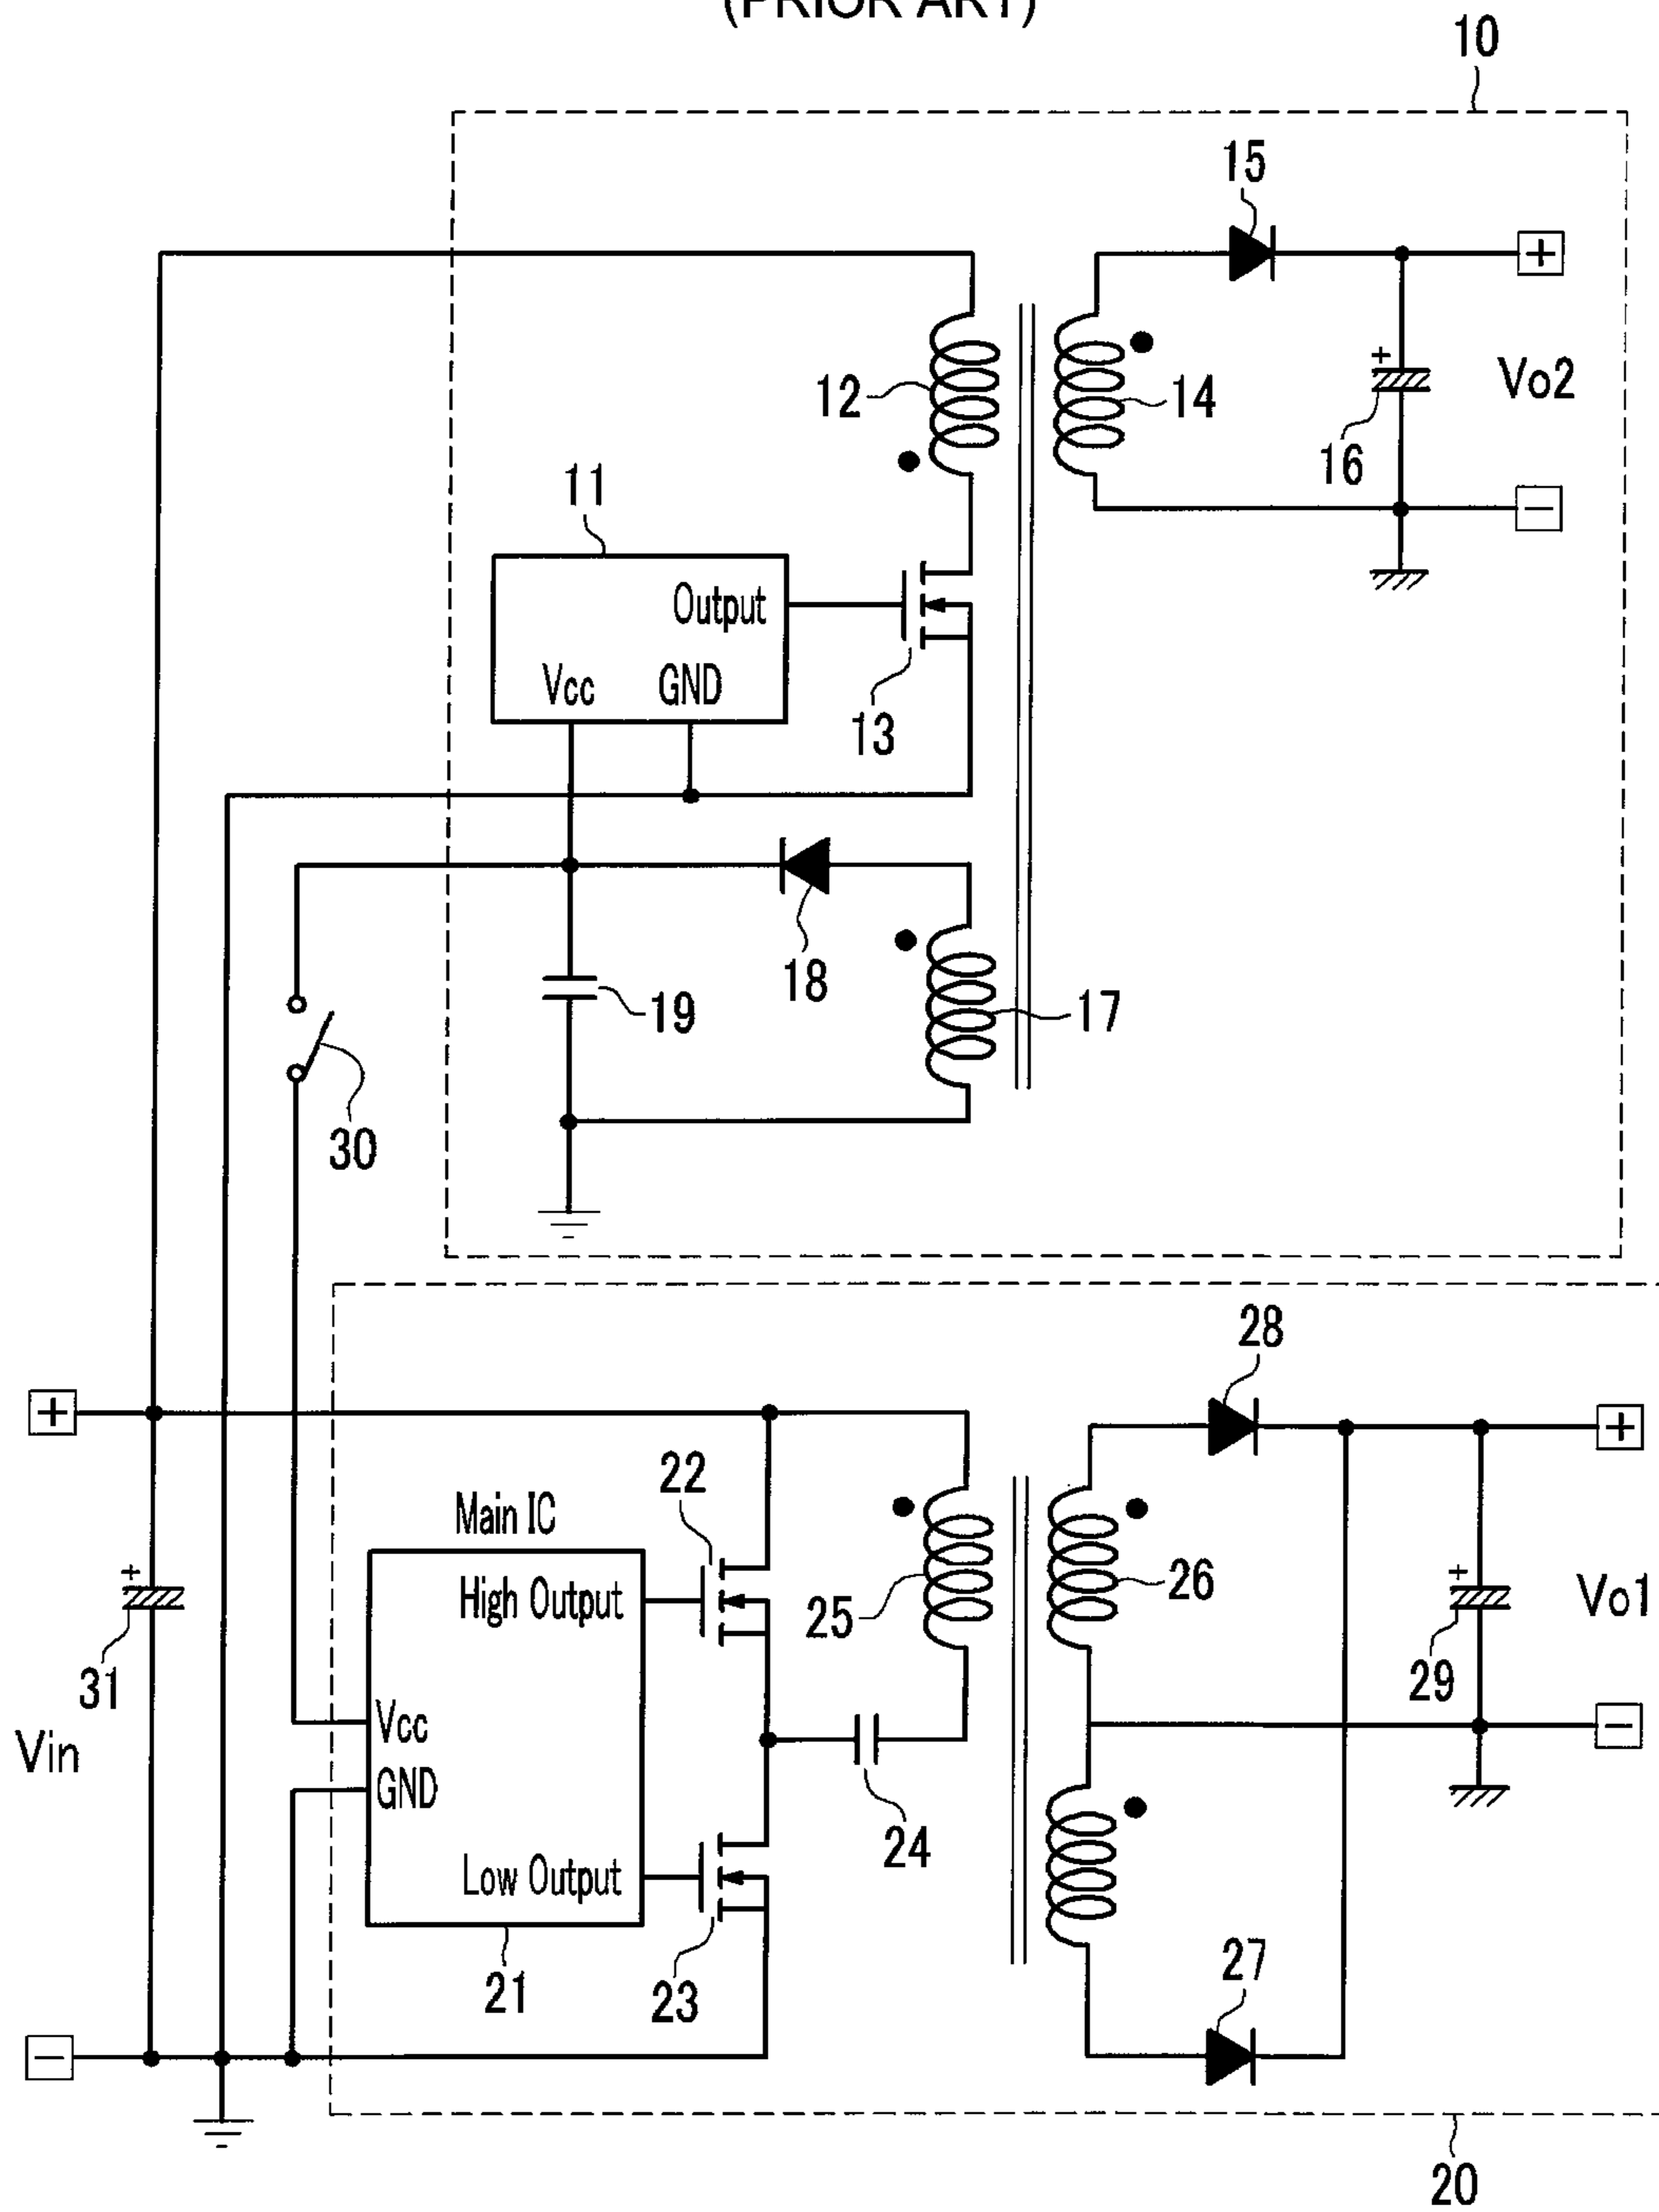 (PRIOR ART)
10
15
+
12
14
+
Vo2
16
11
Output
−
Vcc GND
13
18
19
17
30
28
+
+
22
Main IC
High Output
25
26
+
+
Vo1
31
29
Vcc
Vin
−
GND
24
Low Output
27
21
23
−
20